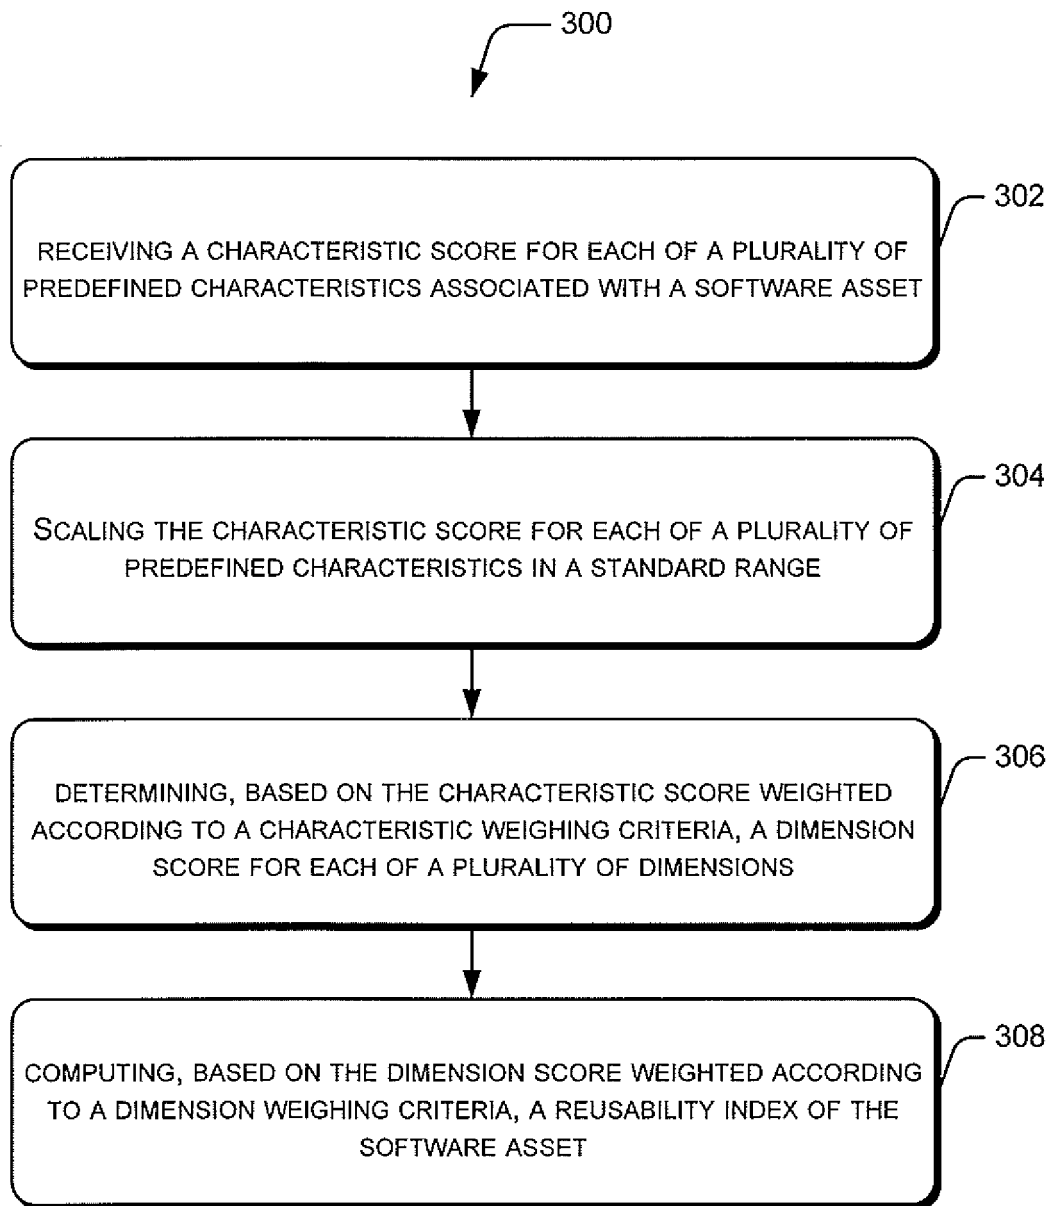 300
302
RECEIVING A CHARACTERISTIC SCORE FOR EACH OF A PLURALITY OF
PREDEFINED CHARACTERISTICS ASSOCIATED WITH A SOFTWARE ASSET
304
SCALING THE CHARACTERISTIC SCORE FOR EACH OF A PLURALITY OF
PREDEFINED CHARACTERISTICS IN A STANDARD RANGE
306
DETERMINING, BASED ON THE CHARACTERISTIC SCORE WEIGHTED
ACCORDING TO A CHARACTERISTIC WEIGHING CRITERIA, A DIMENSION
SCORE FOR EACH OF A PLURALITY OF DIMENSIONS
308
COMPUTING, BASED ON THE DIMENSION SCORE WEIGHTED ACCORDING
TO A DIMENSION WEIGHING CRITERIA, A REUSABILITY INDEX OF THE
SOFTWARE ASSET